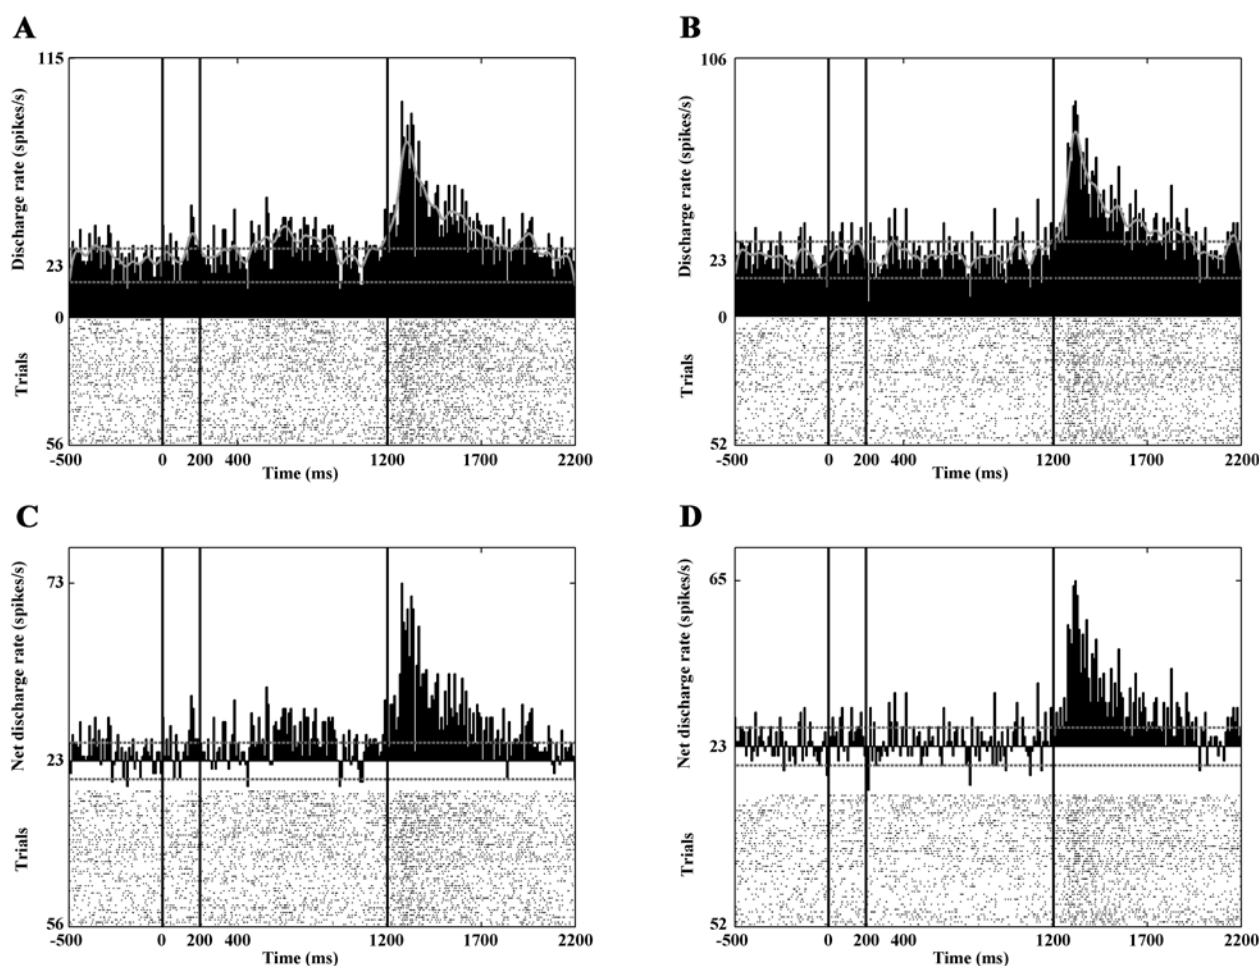 A
115
Discharge rate (spikes/s)
23
0
Trials
56
-500 0 200 400 1200 1700 2200
Time (ms)
B
106
Discharge rate (spikes/s)
23
0
Trials
52
-500 0 200 400 1200 1700 2200
Time (ms)
C
73
Net discharge rate (spikes/s)
23
Trials
56
-500 0 200 400 1200 1700 2200
Time (ms)
D
65
Net discharge rate (spikes/s)
23
Trials
52
-500 0 200 400 1200 1700 2200
Time (ms)